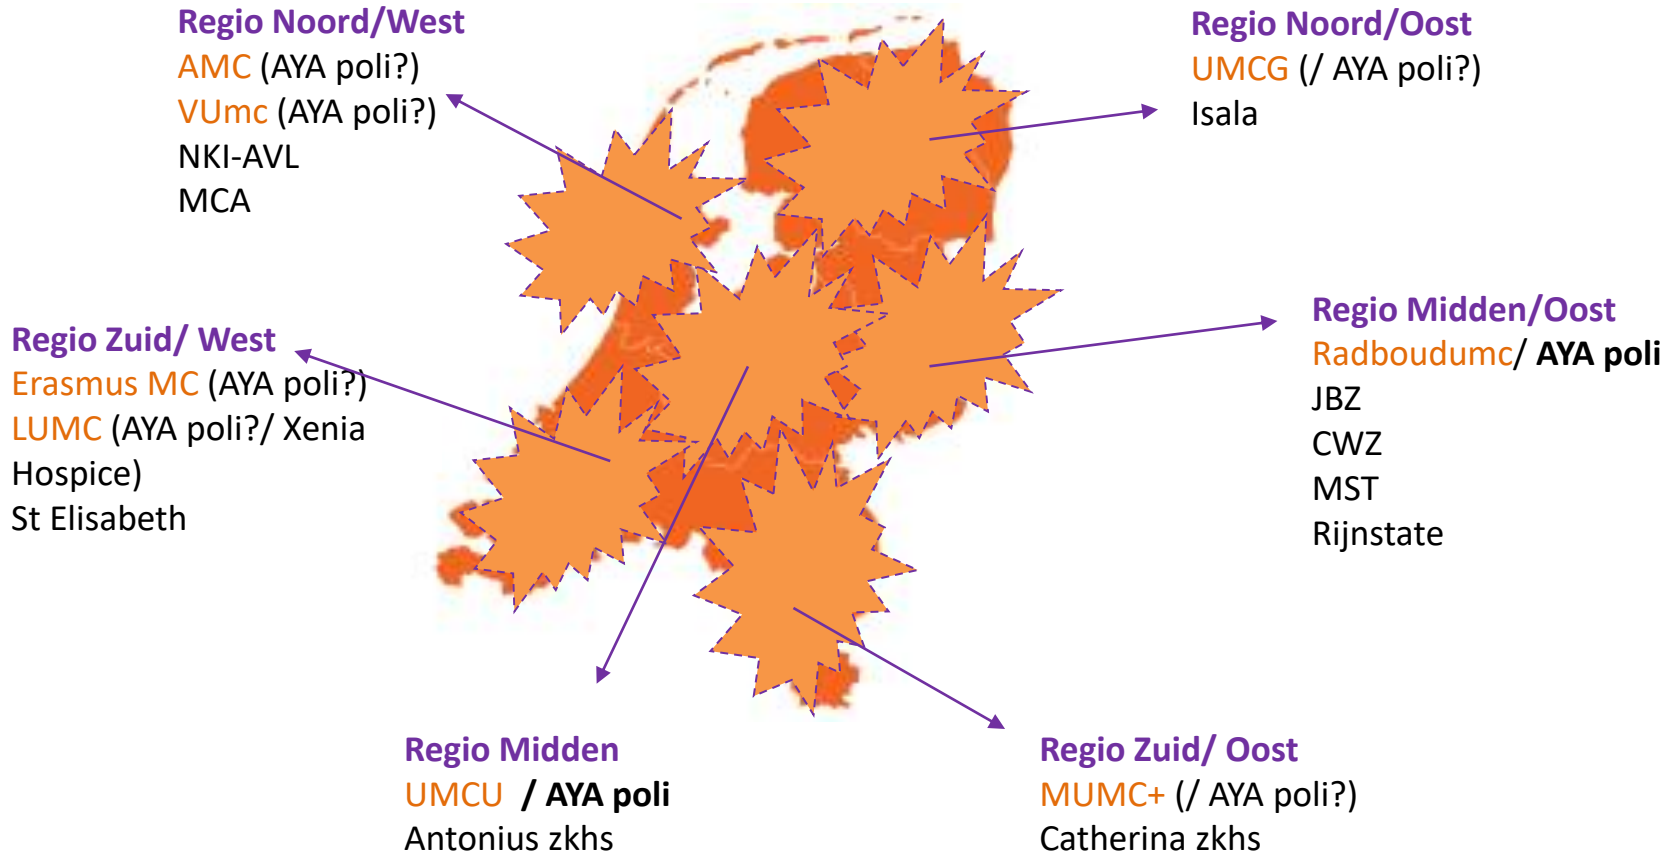 Regio Noord/West
AMC (AYA poli?)
VUmc (AYA poli?)
NKI-AVL
MCA
Regio Noord/Oost
UMCG (/ AYA poli?)
Isala
Regio Zuid/ West
Erasmus MC (AYA poli?)
LUMC (AYA poli?/ Xenia
Hospice)
St Elisabeth
Regio Midden/Oost
Radboudumc/ AYA poli
JBZ
CWZ
MST
Rijnstate
Regio Midden
UMCU / AYA poli
Antonius zkhs
Regio Zuid/ Oost
MUMC+ (/ AYA poli?)
Catherina zkhs